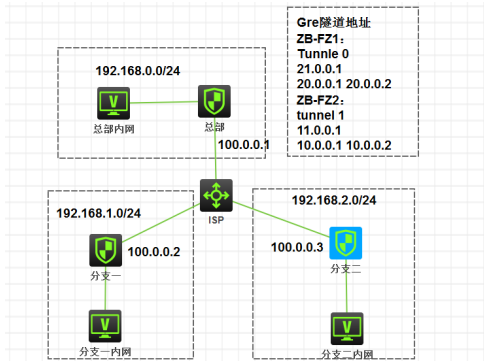 Gre隧道地址
ZB-FZ1:
Tunnle 0
21.0.0.1
20.0.0.1 20.0.0.2
ZB-FZ2:
tunnel 1
11.0.0.1
10.0.0.1 10.0.0.2
192.168.0.0/24
V
总部内网
总部
100.0.0.1
ISP
192.168.1.0/24
100.0.0.2
分支一
V
分支一内网
192.168.2.0/24
100.0.0.3
分支二
V
分支二内网